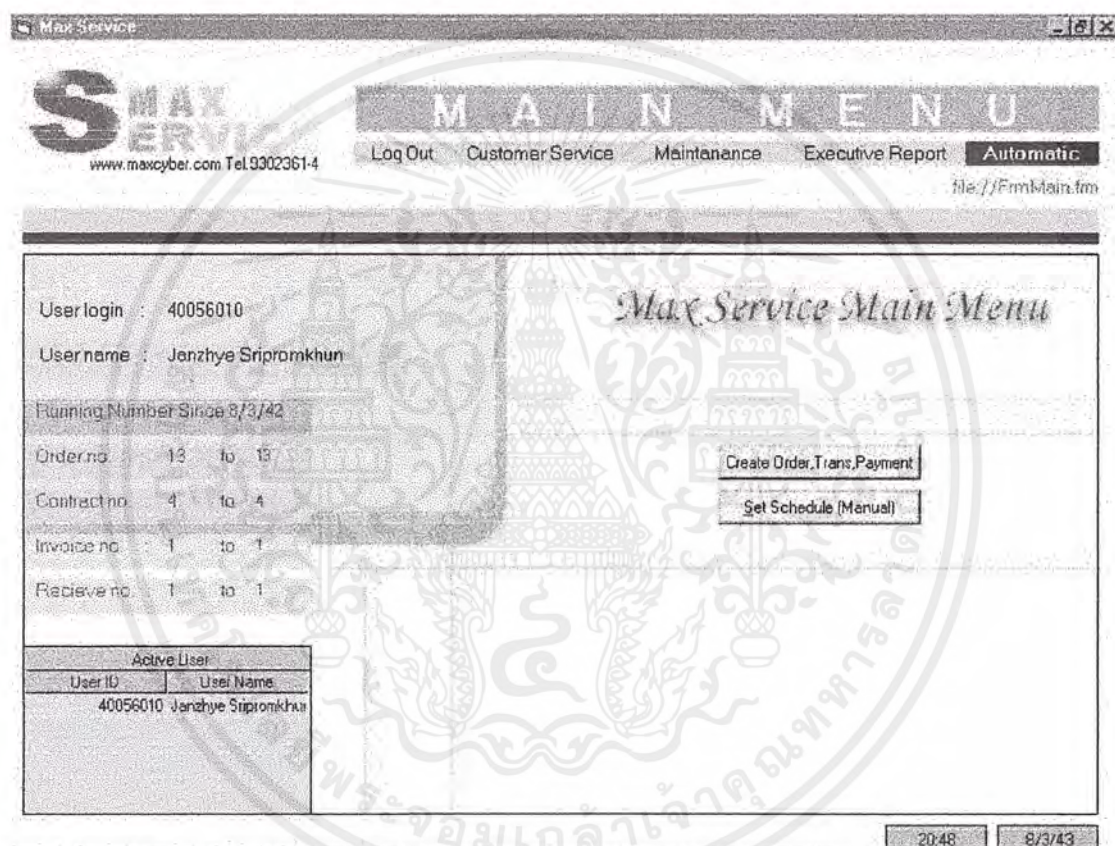 Max Service
S MAX
SERVICE
www.maxcyber.com Tel.9302361-4
MAIN MENU
Log Out Customer Service Maintanance Executive Report Automatic
file://FrmMain.frm
User login : 40056010
User name : Janzhye Sripromkhun
Max Service Main Menu
Running Number Since 8/3/42
Order no. 13 to 13
Contract no. 4 to 4
Invoice no. : 1 to 1
Recieve no. : 1 to 1
Create Order,Trans,Payment
Set Schedule (Manual)
Active User
User ID User Name
40056010 Janzhye Sripromkhun
20:48 8/3/43